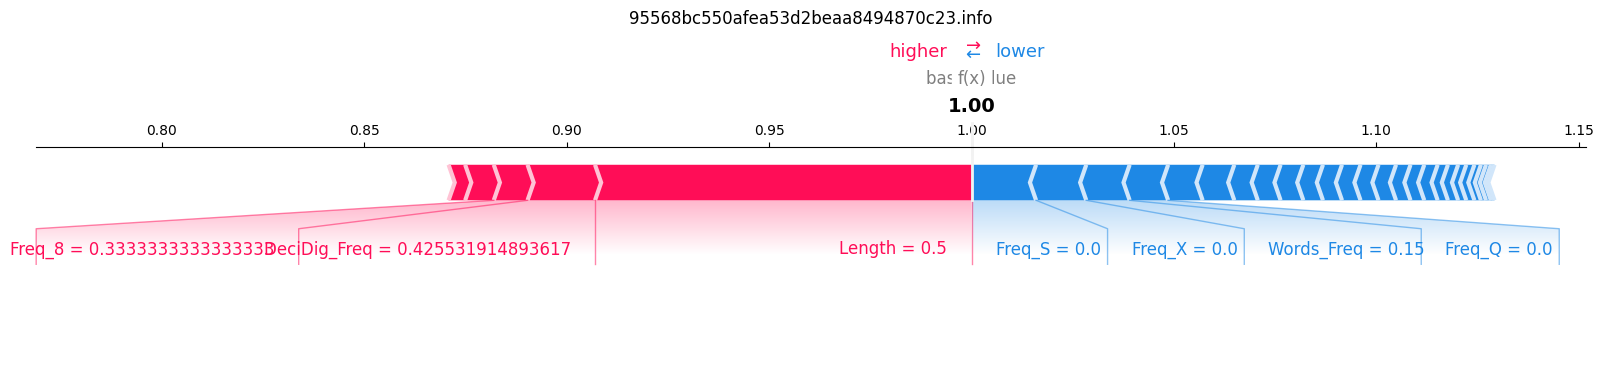 95568bc550afea53d2beaa8494870c23.info
higher ⇄ lower
bas f(x) lue
1.00
0.80 0.85 0.90 0.95 1.00 1.05 1.10 1.15
Freq_8 = 0.3333333333333333 DeciDig_Freq = 0.425531914893617 Length = 0.5 Freq_S = 0.0 Freq_X = 0.0 Words_Freq = 0.15 Freq_Q = 0.0